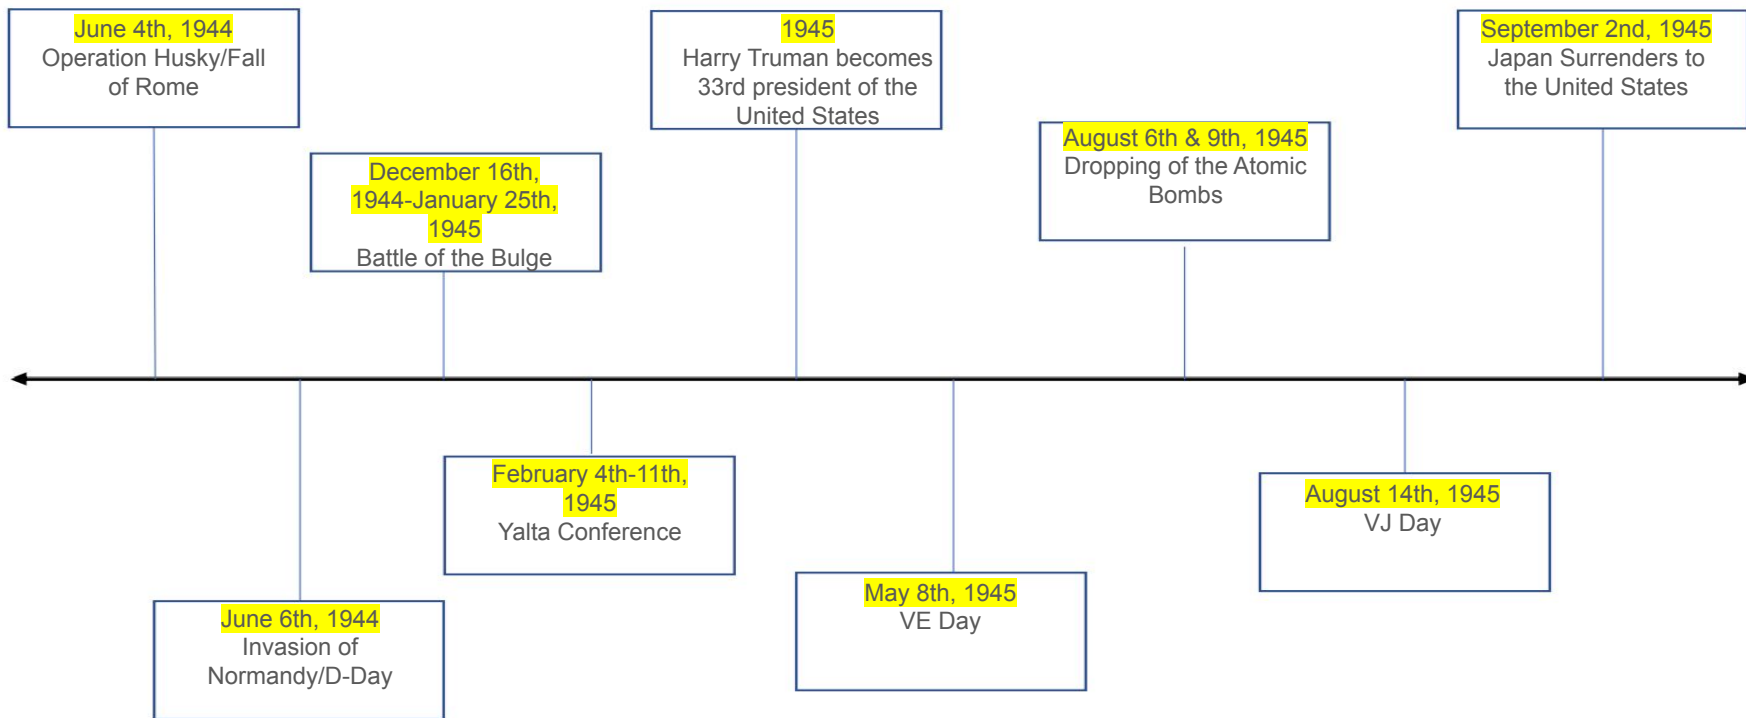 June 4th, 1944
Operation Husky/Fall
of Rome
June 6th, 1944
Invasion of
Normandy/D-Day
December 16th,
1944-January 25th,
1945
Battle of the Bulge
February 4th-11th,
1945
Yalta Conference
1945
Harry Truman becomes
33rd president of the
United States
May 8th, 1945
VE Day
August 6th & 9th, 1945
Dropping of the Atomic
Bombs
August 14th, 1945
VJ Day
September 2nd, 1945
Japan Surrenders to
the United States